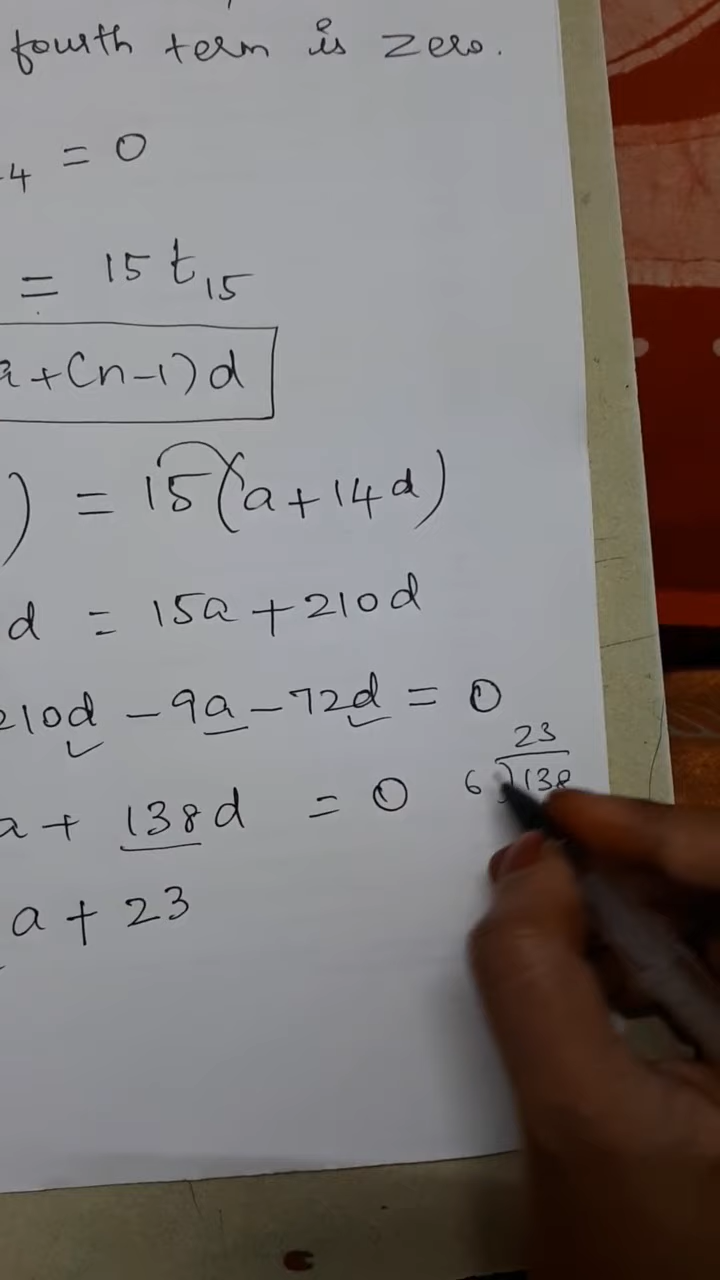 fourth term is zero.
4 = 0
= 15 t15
a+(n-1)d
) = 15(a+14d)
d = 15a+210d
210d - 9a - 72d = 0
a + 138d = 0
23
6)138
a + 23